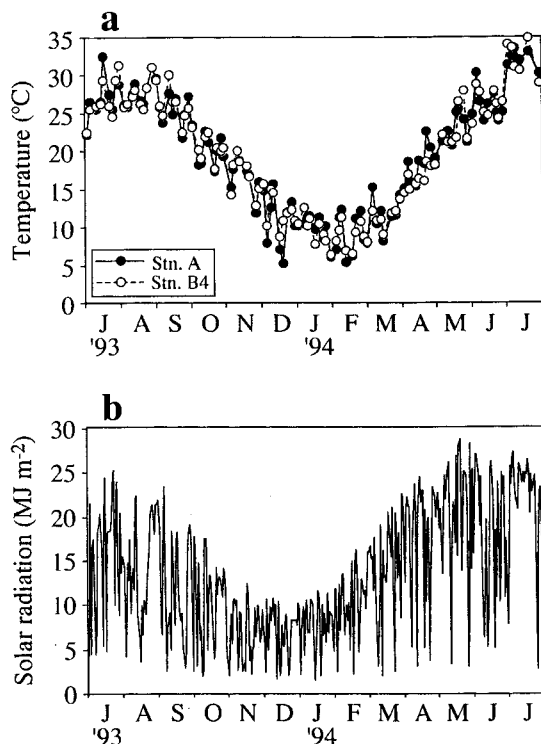 a
Temperature (°C)
35
30
25
20
15
10
5
0
Stn. A
Stn. B4
J A S O N D J F M A M J J
'93 '94
b
Solar radiation (MJ m⁻²)
30
25
20
15
10
5
0
J A S O N D J F M A M J J
'93 '94